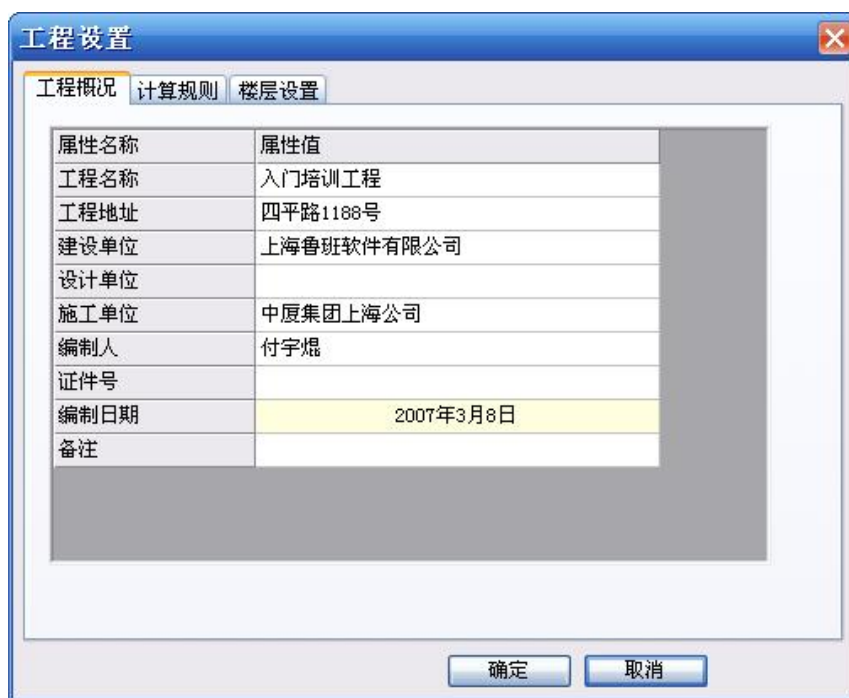 工程设置
工程概况 计算规则 楼层设置
属性名称 属性值
工程名称 入门培训工程
工程地址 四平路1188号
建设单位 上海鲁班软件有限公司
设计单位
施工单位 中厦集团上海公司
编制人 付宇焜
证件号
编制日期 2007年3月8日
备注
确定 取消